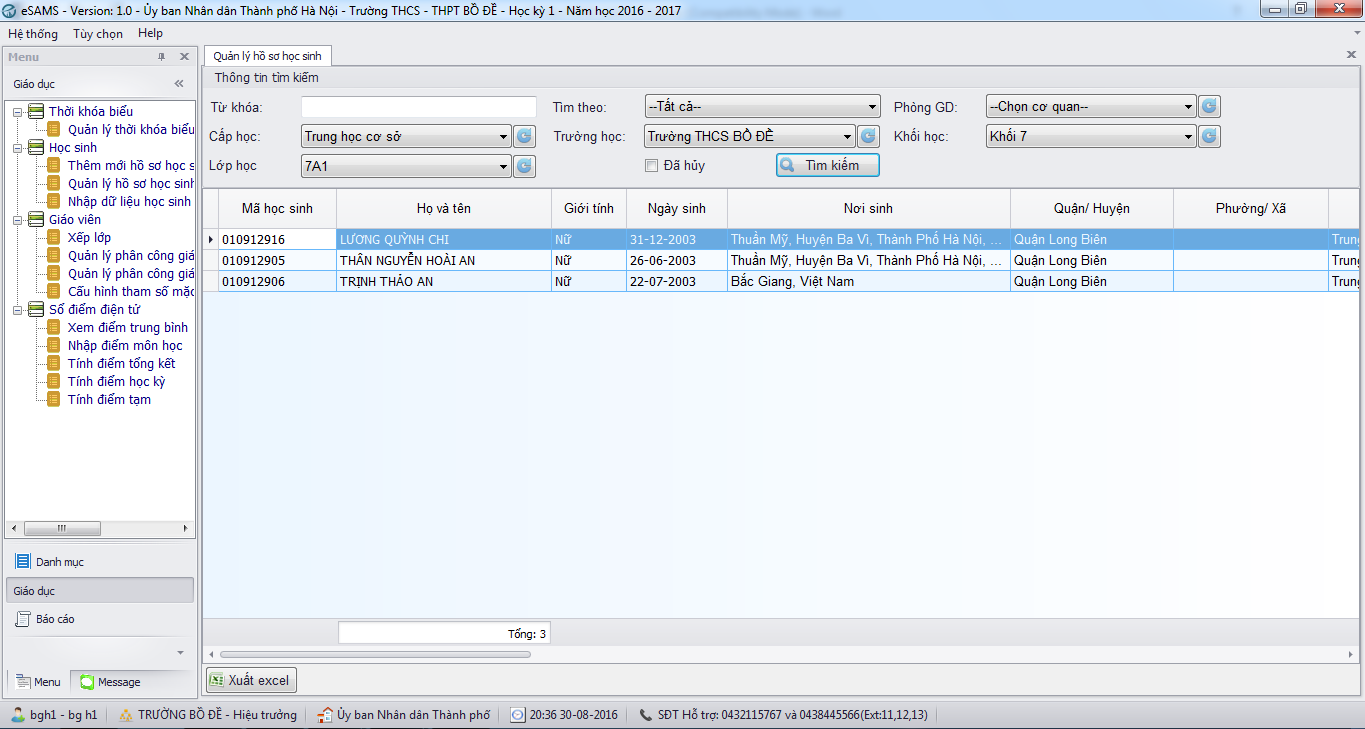 eSAMS - Version: 1.0 - Ủy ban Nhân dân Thành phố Hà Nội - Trường THCS - THPT BỒ ĐỀ - Học kỳ 1 - Năm học 2016 - 2017
Hệ thống Tùy chọn Help
Menu
Giáo dục
Thời khóa biểu
Quản lý thời khóa biểu
Học sinh
Thêm mới hồ sơ học s
Quản lý hồ sơ học sinh
Nhập dữ liệu học sinh
Giáo viên
Xếp lớp
Quản lý phân công giá
Quản lý phân công giá
Cấu hình tham số mặc
Sổ điểm điện tử
Xem điểm trung bình
Nhập điểm môn học
Tính điểm tổng kết
Tính điểm học kỳ
Tính điểm tạm
Danh mục
Giáo dục
Báo cáo
Menu Message
Quản lý hồ sơ học sinh
Thông tin tìm kiếm
Từ khóa: Tìm theo: --Tất cả-- Phòng GD: --Chọn cơ quan--
Cấp học: Trung học cơ sở Trường học: Trường THCS BỒ ĐỀ Khối học: Khối 7
Lớp học 7A1 Đã hủy Tìm kiếm
Mã học sinh Họ và tên Giới tính Ngày sinh Nơi sinh Quận/ Huyện Phường/ Xã
010912916 LƯƠNG QUỲNH CHI Nữ 31-12-2003 Thuần Mỹ, Huyện Ba Vì, Thành Phố Hà Nội, ... Quận Long Biên Trung
010912905 THÂN NGUYỄN HOÀI AN Nữ 26-06-2003 Thuần Mỹ, Huyện Ba Vì, Thành Phố Hà Nội, ... Quận Long Biên Trung
010912906 TRỊNH THẢO AN Nữ 22-07-2003 Bắc Giang, Việt Nam Quận Long Biên Trung
Tổng: 3
Xuất excel
bgh1 - bg h1 TRƯỜNG BỒ ĐỀ - Hiệu trưởng Ủy ban Nhân dân Thành phố 20:36 30-08-2016 SĐT Hỗ trợ: 0432115767 và 0438445566(Ext:11,12,13)